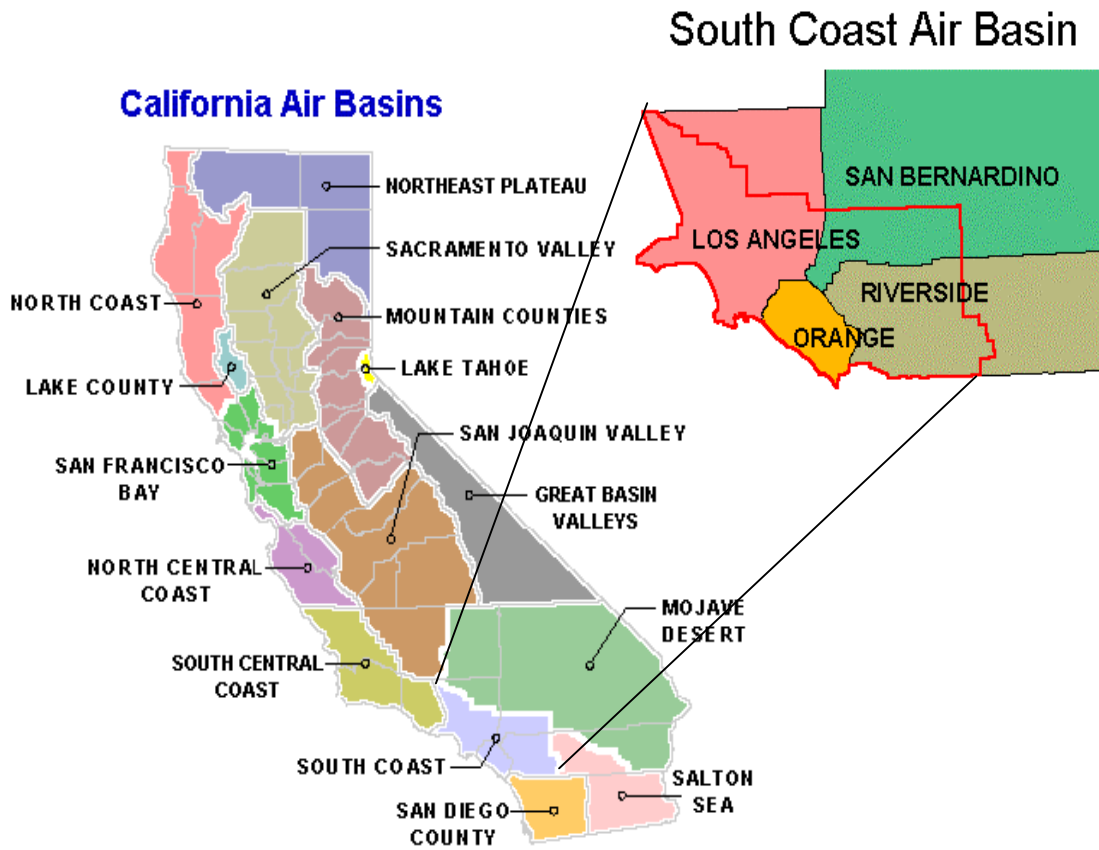 South Coast Air Basin
California Air Basins
NORTHEAST PLATEAU
SACRAMENTO VALLEY
NORTH COAST
MOUNTAIN COUNTIES
LAKE TAHOE
LAKE COUNTY
SAN JOAQUIN VALLEY
SAN FRANCISCO
BAY
GREAT BASIN
VALLEYS
NORTH CENTRAL
COAST
MOJAVE
DESERT
SOUTH CENTRAL
COAST
SOUTH COAST
SALTON
SEA
SAN DIEGO
COUNTY
SAN BERNARDINO
LOS ANGELES
RIVERSIDE
ORANGE